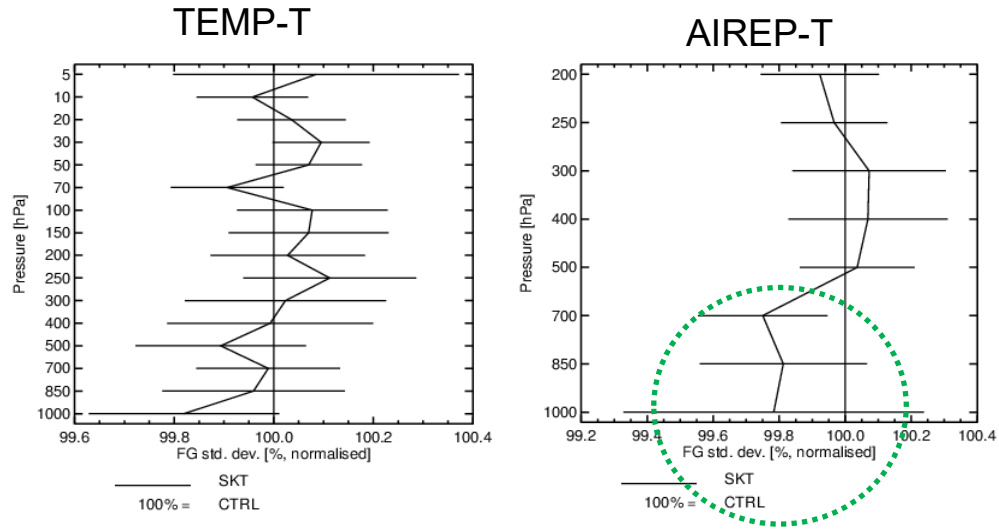 TEMP-T
5
10
20
30
50
70
100
150
200
250
300
400
500
700
850
1000
Pressure [hPa]
99.6 99.8 100.0 100.2 100.4
FG std. dev. [%, normalised]
SKT
100% = CTRL
AIREP-T
200
250
300
400
500
700
850
1000
Pressure [hPa]
99.2 99.4 99.6 99.8 100.0 100.2 100.4
FG std. dev. [%, normalised]
SKT
100% = CTRL